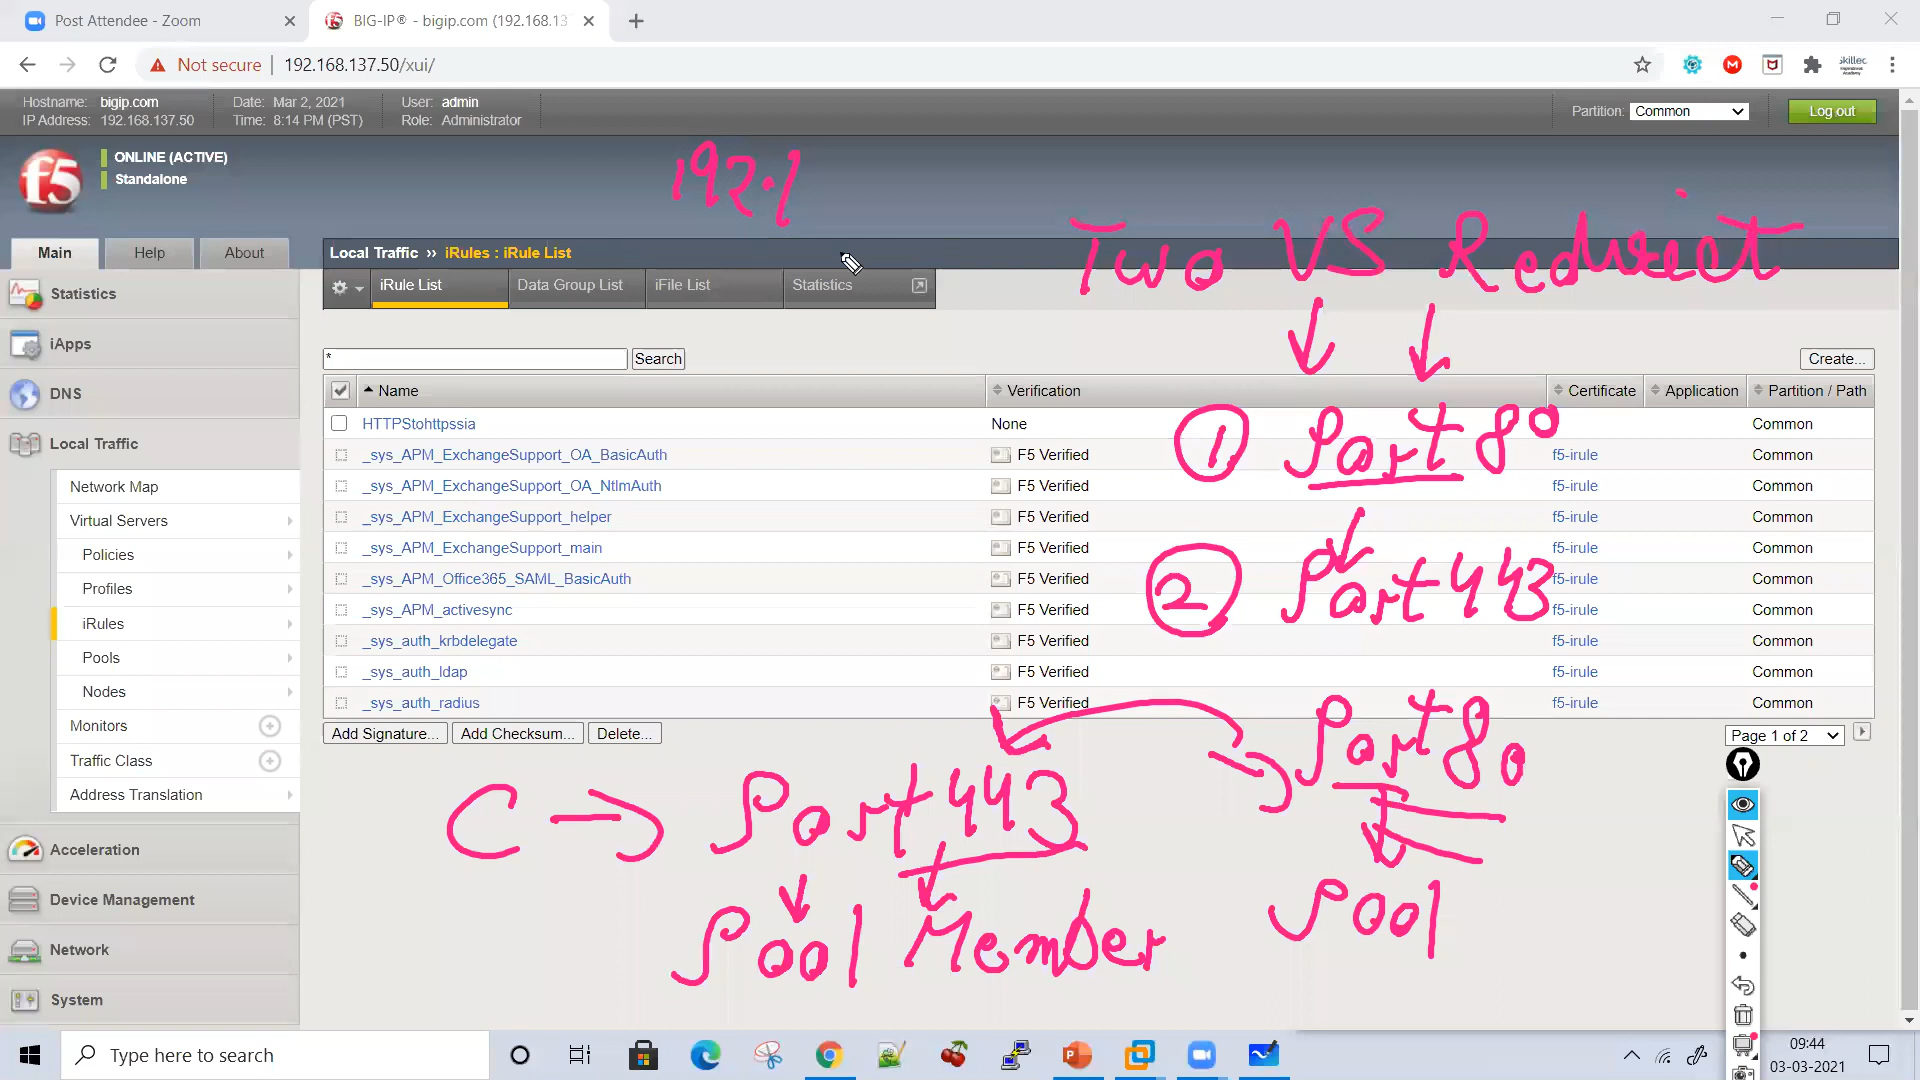 Post Attendee - Zoom
BIG-IP® - bigip.com (192.168.13
Not secure
192.168.137.50/xui/
skillec
Hostname: bigip.com
IP Address: 192.168.137.50
Date: Mar 2, 2021
Time: 8:14 PM (PST)
User: admin
Role: Administrator
Partition: Common
Log out
f5
ONLINE (ACTIVE)
Standalone
192.1
Two VS Redirect
Main
Help
About
Local Traffic ›› iRules : iRule List
iRule List
Data Group List
iFile List
Statistics
Statistics
iApps
DNS
Local Traffic
Network Map
Virtual Servers
Policies
Profiles
iRules
Pools
Nodes
Monitors
Traffic Class
Address Translation
Acceleration
Device Management
Network
System
*
Search
Create...
Name Verification Certificate Application Partition / Path
HTTPStohttpssia None Common
_sys_APM_ExchangeSupport_OA_BasicAuth F5 Verified f5-irule Common
_sys_APM_ExchangeSupport_OA_NtlmAuth F5 Verified f5-irule Common
_sys_APM_ExchangeSupport_helper F5 Verified f5-irule Common
_sys_APM_ExchangeSupport_main F5 Verified f5-irule Common
_sys_APM_Office365_SAML_BasicAuth F5 Verified f5-irule Common
_sys_APM_activesync F5 Verified f5-irule Common
_sys_auth_krbdelegate F5 Verified f5-irule Common
_sys_auth_ldap F5 Verified f5-irule Common
_sys_auth_radius F5 Verified f5-irule Common
Add Signature... Add Checksum... Delete...
Page 1 of 2
1 Port 80
2 Port 443
Port 80
C Port 443
Pool Member
Pool
Type here to search
09:44
03-03-2021